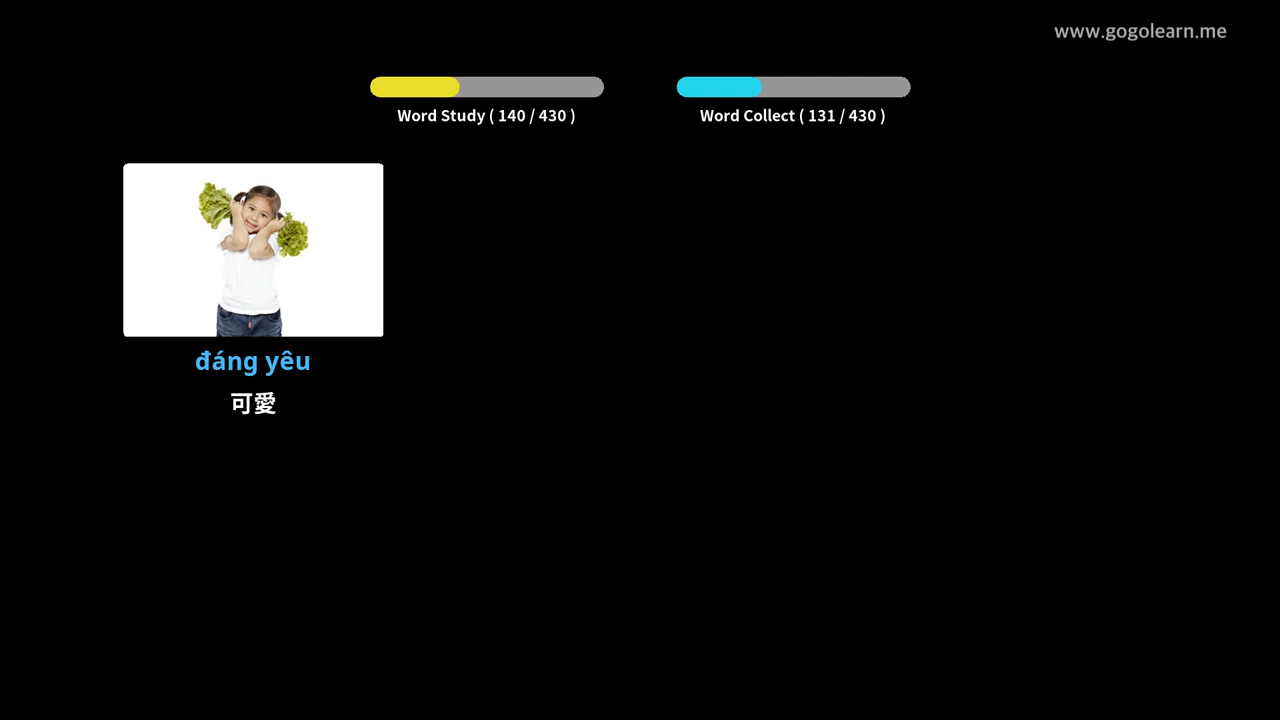 www.gogolearn.me
Word Study ( 140 / 430 )
Word Collect ( 131 / 430 )
đáng yêu
可愛